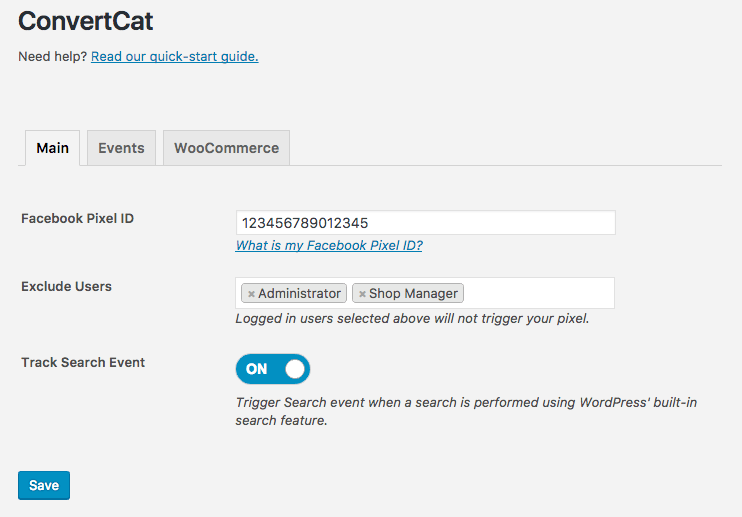 ConvertCat
Need help? Read our quick-start guide.
Main Events WooCommerce
Facebook Pixel ID 123456789012345
What is my Facebook Pixel ID?
Exclude Users × Administrator × Shop Manager
Logged in users selected above will not trigger your pixel.
Track Search Event ON
Trigger Search event when a search is performed using WordPress' built-in
search feature.
Save